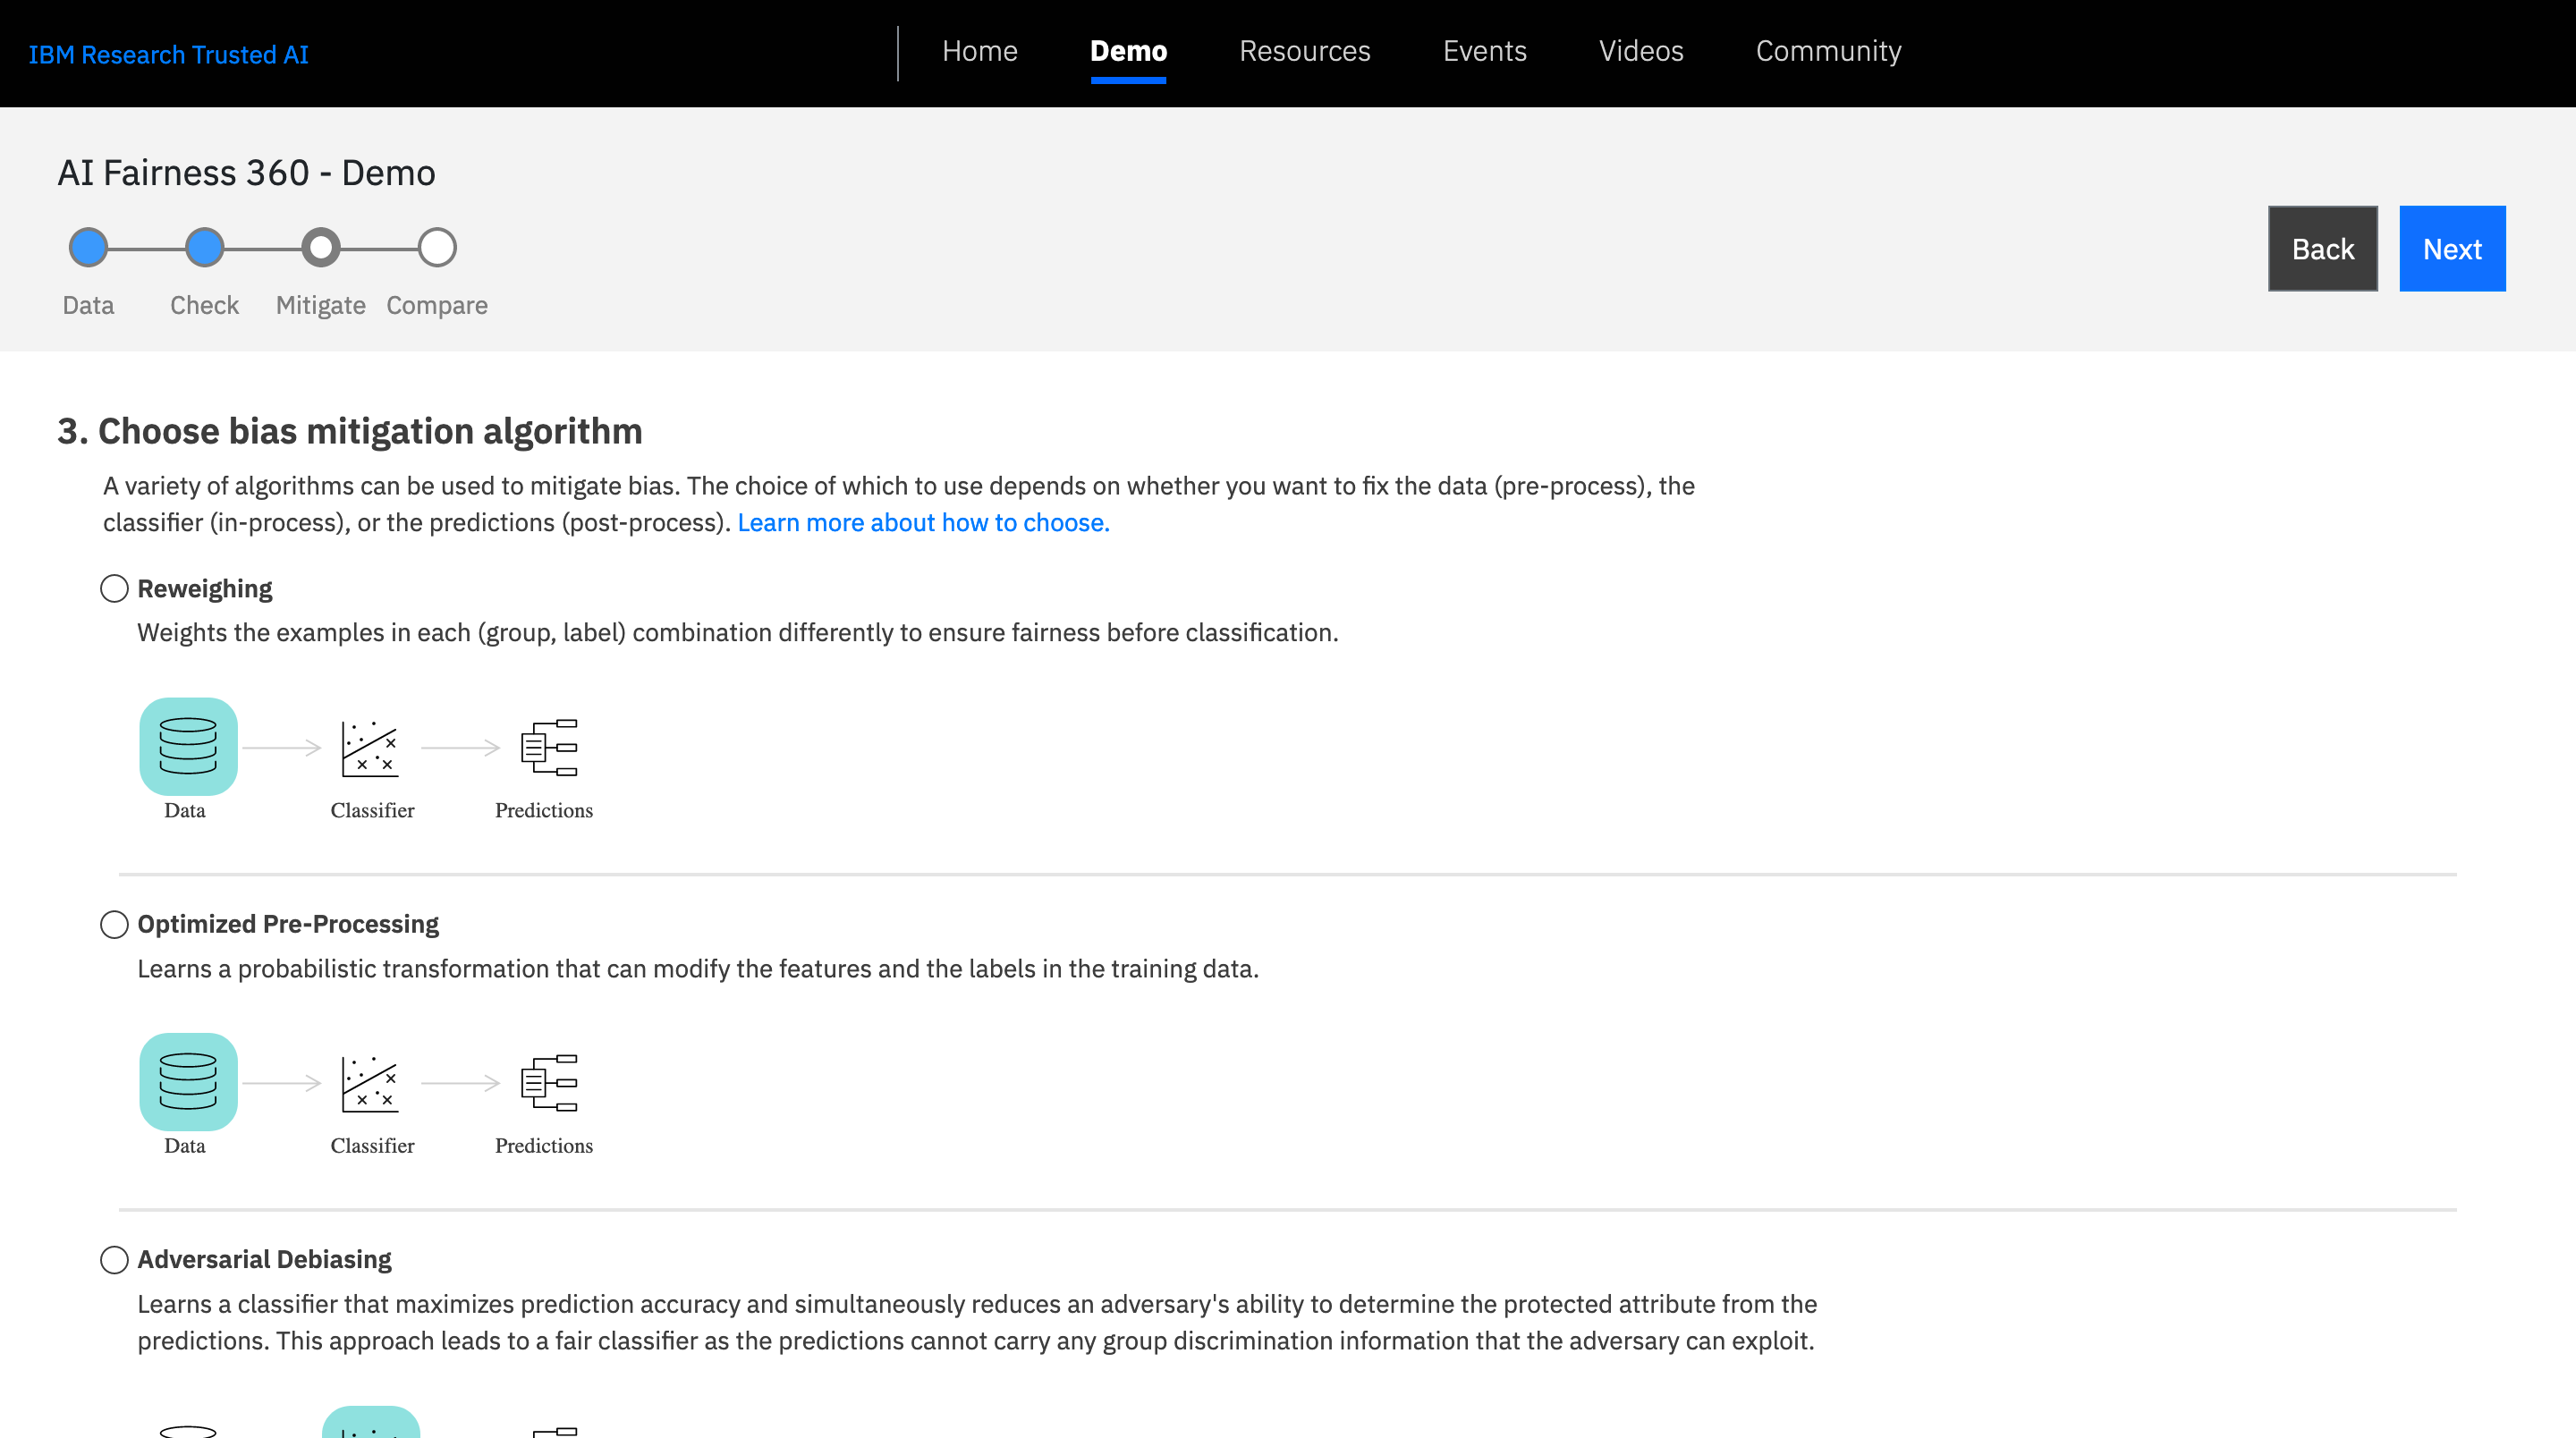 IBM Research Trusted AI
Home
Demo
Resources
Events
Videos
Community
AI Fairness 360 - Demo
Data
Check
Mitigate
Compare
Back
Next
3. Choose bias mitigation algorithm
A variety of algorithms can be used to mitigate bias. The choice of which to use depends on whether you want to fix the data (pre-process), the
classifier (in-process), or the predictions (post-process). Learn more about how to choose.
Reweighing
Weights the examples in each (group, label) combination differently to ensure fairness before classification.
Data
Classifier
Predictions
Optimized Pre-Processing
Learns a probabilistic transformation that can modify the features and the labels in the training data.
Data
Classifier
Predictions
Adversarial Debiasing
Learns a classifier that maximizes prediction accuracy and simultaneously reduces an adversary's ability to determine the protected attribute from the
predictions. This approach leads to a fair classifier as the predictions cannot carry any group discrimination information that the adversary can exploit.